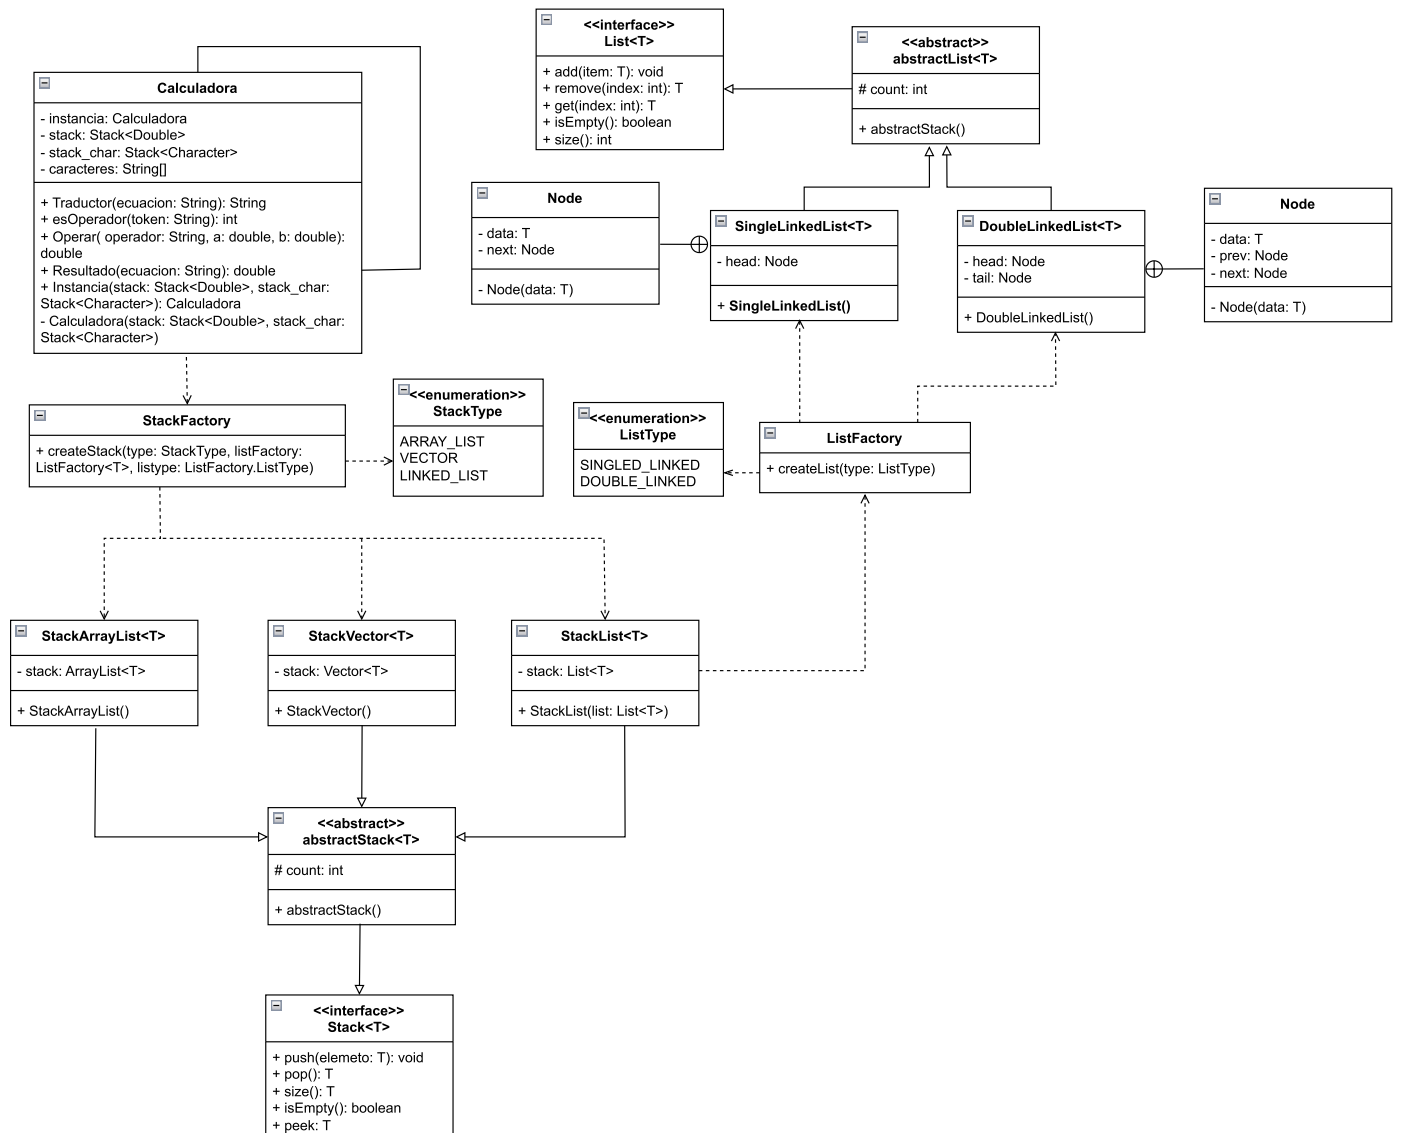 <<interface>>
List<T>
+ add(item: T): void
+ remove(index: int): T
+ get(index: int): T
+ isEmpty(): boolean
+ size(): int
<<abstract>>
abstractList<T>
# count: int
+ abstractStack()
Calculadora
- instancia: Calculadora
- stack: Stack<Double>
- stack_char: Stack<Character>
- caracteres: String[]
+ Traductor(ecuacion: String): String
+ esOperador(token: String): int
+ Operar( operador: String, a: double, b: double):
double
+ Resultado(ecuacion: String): double
+ Instancia(stack: Stack<Double>, stack_char:
Stack<Character>): Calculadora
- Calculadora(stack: Stack<Double>, stack_char:
Stack<Character>)
Node
- data: T
- next: Node
- Node(data: T)
SingleLinkedList<T>
- head: Node
+ SingleLinkedList()
DoubleLinkedList<T>
- head: Node
- tail: Node
+ DoubleLinkedList()
Node
- data: T
- prev: Node
- next: Node
- Node(data: T)
StackFactory
+ createStack(type: StackType, listFactory:
ListFactory<T>, listype: ListFactory.ListType)
<<enumeration>>
StackType
ARRAY_LIST
VECTOR
LINKED_LIST
<<enumeration>>
ListType
SINGLED_LINKED
DOUBLE_LINKED
ListFactory
+ createList(type: ListType)
StackArrayList<T>
- stack: ArrayList<T>
+ StackArrayList()
StackVector<T>
- stack: Vector<T>
+ StackVector()
StackList<T>
- stack: List<T>
+ StackList(list: List<T>)
<<abstract>>
abstractStack<T>
# count: int
+ abstractStack()
<<interface>>
Stack<T>
+ push(elemeto: T): void
+ pop(): T
+ size(): T
+ isEmpty(): boolean
+ peek: T